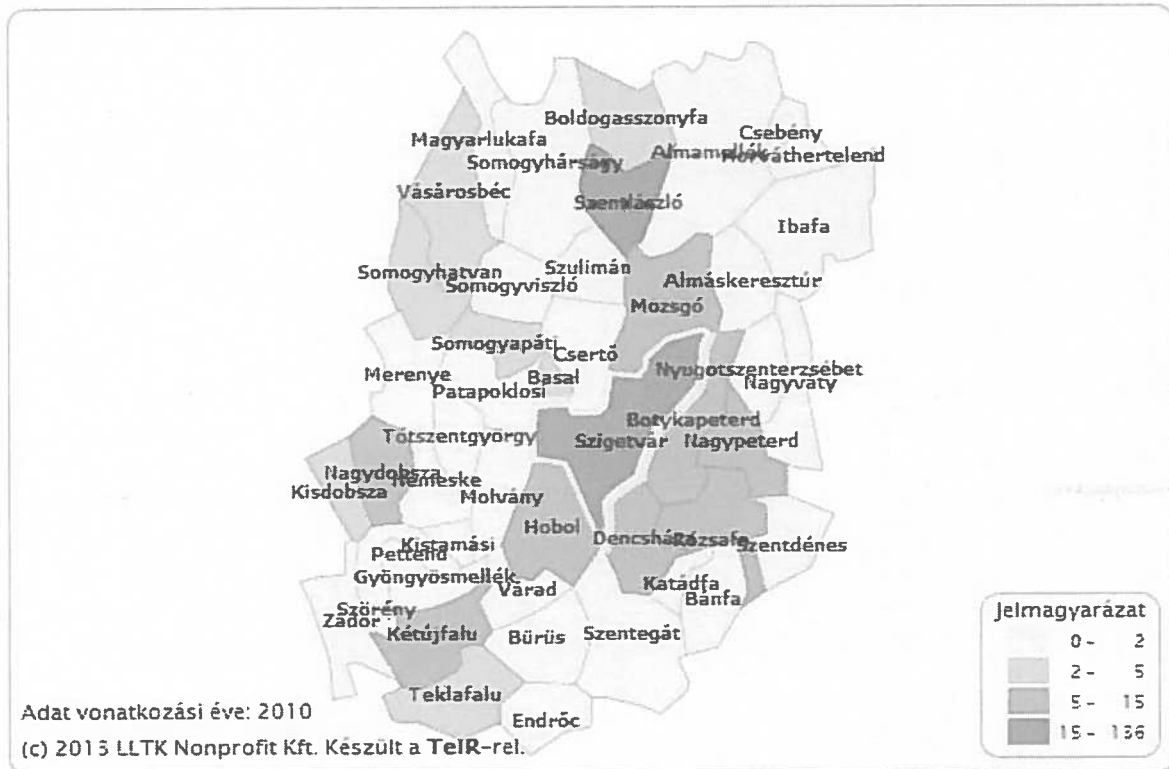 Boldogasszonyfa
Magyarlukafa
Csebény
Somogyhárságy
Almamellék
Horváthertelend
Vásárosbéc
Szentlászló
Ibafa
Somogyhatvan
Szulimán
Almáskeresztúr
Somogyviszló
Mozsgó
Somogyapáti
Csertő
Merenye
Basal
Nyugotszenterzsébet
Patapoklosi
Nagyváty
Botykapeterd
Tótszentgyörgy
Szigetvár
Nagypeterd
Nagydobsza
Nemeske
Kisdobsza
Molvány
Hobol
Dencsháza
Rózsafa
Szentdénes
Kistamási
Pettend
Gyöngyösmellék
Várad
Katádfa
Bánfa
Szörény
Zádor
Kétújfalu
Bürüs
Szentegát
Teklafalu
Endrőc
Jelmagyarázat
0 - 2
2 - 5
5 - 15
15 - 136
Adat vonatkozási éve: 2010
(c) 2013 LLTK Nonprofit Kft. Készült a TeIR-rel.